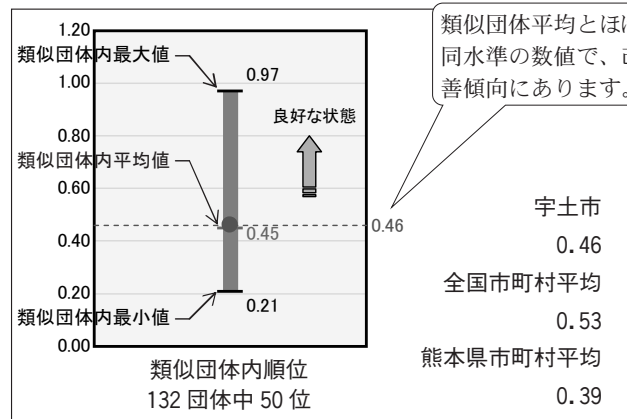 類似団体平均とほぼ
同水準の数値で、改
善傾向にあります。
1.20
類似団体内最大値
1.00
0.97
0.80
良好な状態
類似団体内平均値
0.60
0.46
0.45
0.40
0.20
類似団体内最小値
0.21
0.00
類似団体内順位
132 団体中 50 位
宇土市
0.46
全国市町村平均
0.53
熊本県市町村平均
0.39